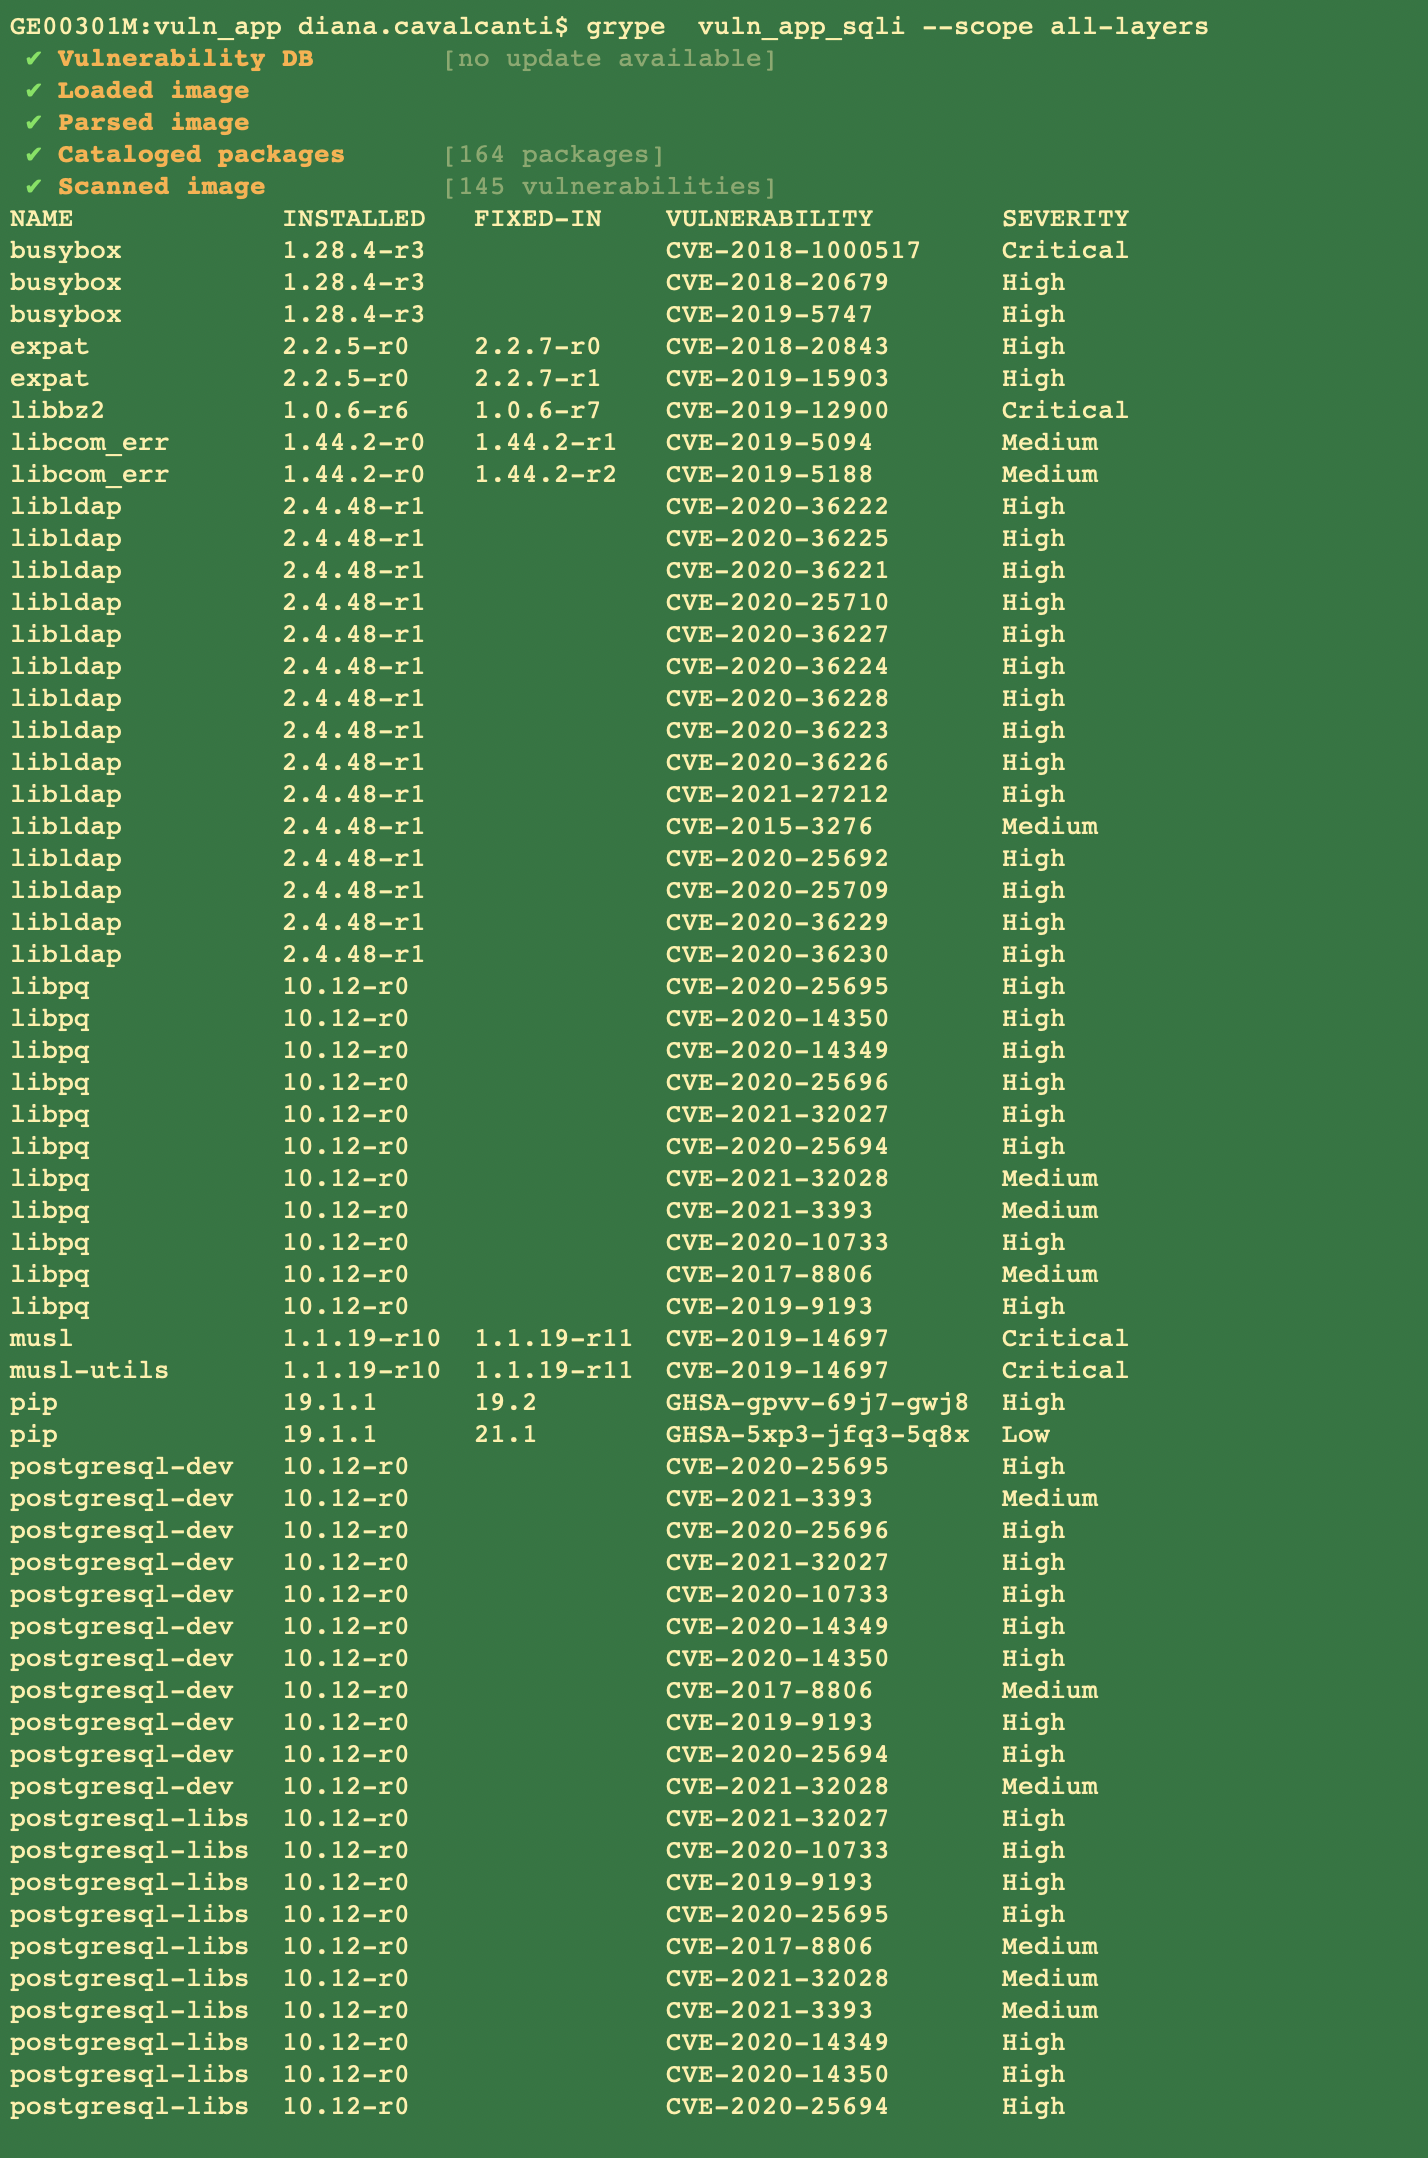 GE00301M:vuln_app diana.cavalcanti$ grype  vuln_app_sqli --scope all-layers
✔ Vulnerability DB        [no update available]
✔ Loaded image
✔ Parsed image
✔ Cataloged packages      [164 packages]
✔ Scanned image           [145 vulnerabilities]
NAME             INSTALLED   FIXED-IN    VULNERABILITY        SEVERITY
busybox          1.28.4-r3               CVE-2018-1000517     Critical
busybox          1.28.4-r3               CVE-2018-20679       High
busybox          1.28.4-r3               CVE-2019-5747        High
expat            2.2.5-r0    2.2.7-r0    CVE-2018-20843       High
expat            2.2.5-r0    2.2.7-r1    CVE-2019-15903       High
libbz2           1.0.6-r6    1.0.6-r7    CVE-2019-12900       Critical
libcom_err       1.44.2-r0   1.44.2-r1   CVE-2019-5094        Medium
libcom_err       1.44.2-r0   1.44.2-r2   CVE-2019-5188        Medium
libldap          2.4.48-r1               CVE-2020-36222       High
libldap          2.4.48-r1               CVE-2020-36225       High
libldap          2.4.48-r1               CVE-2020-36221       High
libldap          2.4.48-r1               CVE-2020-25710       High
libldap          2.4.48-r1               CVE-2020-36227       High
libldap          2.4.48-r1               CVE-2020-36224       High
libldap          2.4.48-r1               CVE-2020-36228       High
libldap          2.4.48-r1               CVE-2020-36223       High
libldap          2.4.48-r1               CVE-2020-36226       High
libldap          2.4.48-r1               CVE-2021-27212       High
libldap          2.4.48-r1               CVE-2015-3276        Medium
libldap          2.4.48-r1               CVE-2020-25692       High
libldap          2.4.48-r1               CVE-2020-25709       High
libldap          2.4.48-r1               CVE-2020-36229       High
libldap          2.4.48-r1               CVE-2020-36230       High
libpq            10.12-r0                CVE-2020-25695       High
libpq            10.12-r0                CVE-2020-14350       High
libpq            10.12-r0                CVE-2020-14349       High
libpq            10.12-r0                CVE-2020-25696       High
libpq            10.12-r0                CVE-2021-32027       High
libpq            10.12-r0                CVE-2020-25694       High
libpq            10.12-r0                CVE-2021-32028       Medium
libpq            10.12-r0                CVE-2021-3393        Medium
libpq            10.12-r0                CVE-2020-10733       High
libpq            10.12-r0                CVE-2017-8806        Medium
libpq            10.12-r0                CVE-2019-9193        High
musl             1.1.19-r10  1.1.19-r11  CVE-2019-14697       Critical
musl-utils       1.1.19-r10  1.1.19-r11  CVE-2019-14697       Critical
pip              19.1.1      19.2        GHSA-gpvv-69j7-gwj8  High
pip              19.1.1      21.1        GHSA-5xp3-jfq3-5q8x  Low
postgresql-dev   10.12-r0                CVE-2020-25695       High
postgresql-dev   10.12-r0                CVE-2021-3393        Medium
postgresql-dev   10.12-r0                CVE-2020-25696       High
postgresql-dev   10.12-r0                CVE-2021-32027       High
postgresql-dev   10.12-r0                CVE-2020-10733       High
postgresql-dev   10.12-r0                CVE-2020-14349       High
postgresql-dev   10.12-r0                CVE-2020-14350       High
postgresql-dev   10.12-r0                CVE-2017-8806        Medium
postgresql-dev   10.12-r0                CVE-2019-9193        High
postgresql-dev   10.12-r0                CVE-2020-25694       High
postgresql-dev   10.12-r0                CVE-2021-32028       Medium
postgresql-libs  10.12-r0                CVE-2021-32027       High
postgresql-libs  10.12-r0                CVE-2020-10733       High
postgresql-libs  10.12-r0                CVE-2019-9193        High
postgresql-libs  10.12-r0                CVE-2020-25695       High
postgresql-libs  10.12-r0                CVE-2017-8806        Medium
postgresql-libs  10.12-r0                CVE-2021-32028       Medium
postgresql-libs  10.12-r0                CVE-2021-3393        Medium
postgresql-libs  10.12-r0                CVE-2020-14349       High
postgresql-libs  10.12-r0                CVE-2020-14350       High
postgresql-libs  10.12-r0                CVE-2020-25694       High